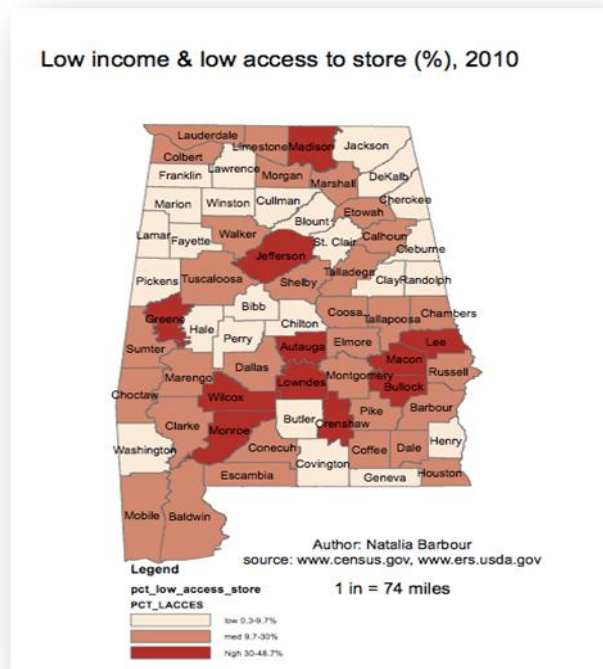 Low income & low access to store (%), 2010
Lauderdale
Limestone
Madison
Jackson
Colbert
Lawrence
Franklin
Morgan
Marshall
DeKalb
Cherokee
Marion
Winston
Cullman
Blount
Etowah
Lamar
Fayette
Walker
St. Clair
Calhoun
Cleburne
Jefferson
Talladega
Pickens
Tuscaloosa
Shelby
Clay
Randolph
Bibb
Greene
Hale
Chilton
Coosa
Tallapoosa
Chambers
Perry
Sumter
Autauga
Elmore
Lee
Macon
Dallas
Marengo
Lowndes
Montgomery
Russell
Bullock
Choctaw
Wilcox
Clarke
Monroe
Butler
Crenshaw
Pike
Barbour
Washington
Conecuh
Covington
Coffee
Dale
Henry
Escambia
Geneva
Houston
Mobile
Baldwin
Author: Natalia Barbour
source: www.census.gov, www.ers.usda.gov
1 in = 74 miles
Legend
pct_low_access_store
PCT_LACCES
low 0.3-9.7%
med 9.7-30%
high 30-48.7%